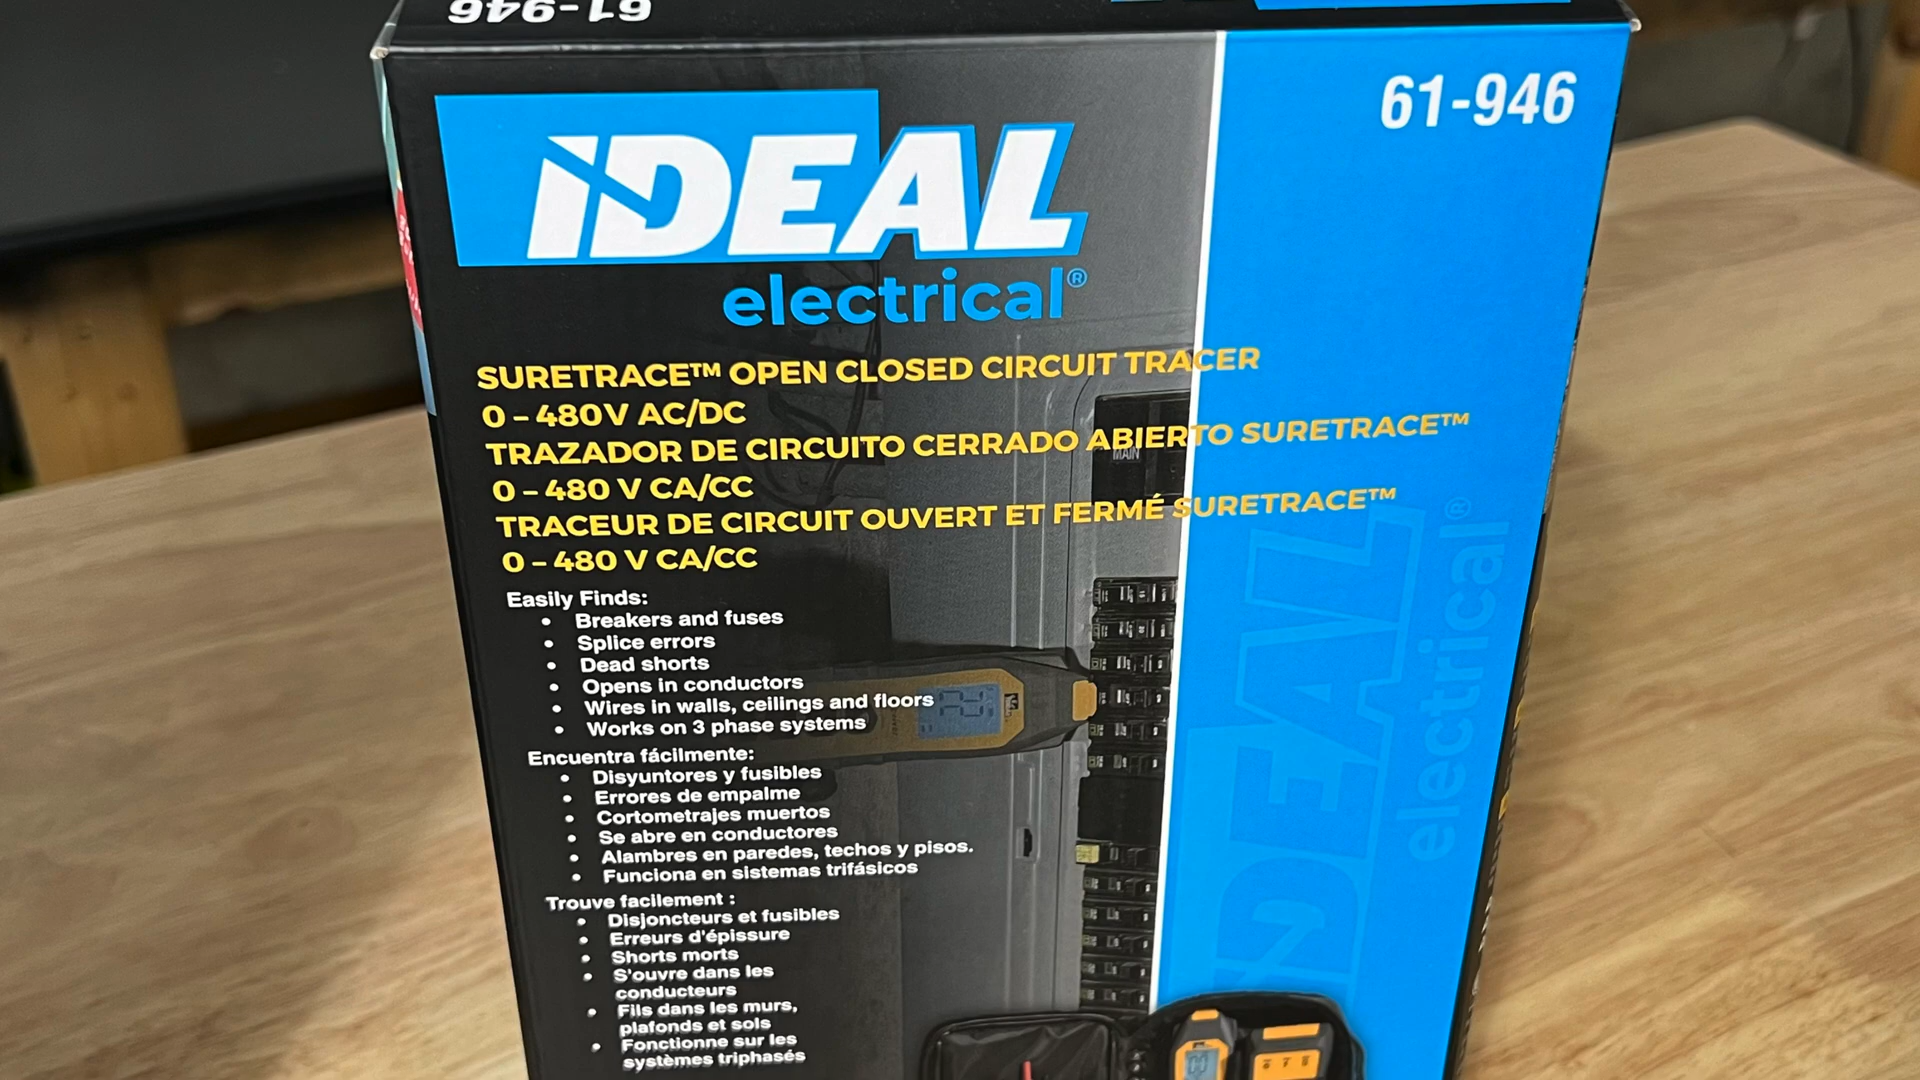 61-946
61-946
IDEAL
electrical®
SURETRACE™ OPEN CLOSED CIRCUIT TRACER
0 – 480V AC/DC
TRAZADOR DE CIRCUITO CERRADO ABIERTO SURETRACE™
0 – 480 V CA/CC
TRACEUR DE CIRCUIT OUVERT ET FERMÉ SURETRACE™
0 – 480 V CA/CC
MAIN
Easily Finds:
• Breakers and fuses
• Splice errors
• Dead shorts
• Opens in conductors
• Wires in walls, ceilings and floors
• Works on 3 phase systems
Encuentra fácilmente:
• Disyuntores y fusibles
• Errores de empalme
• Cortometrajes muertos
• Se abre en conductores
• Alambres en paredes, techos y pisos.
• Funciona en sistemas trifásicos
Trouve facilement :
• Disjoncteurs et fusibles
• Erreurs d'épissure
• Shorts morts
• S'ouvre dans les
conducteurs
• Fils dans les murs,
plafonds et sols
• Fonctionne sur les
systèmes triphasés
IDEAL
electrical®